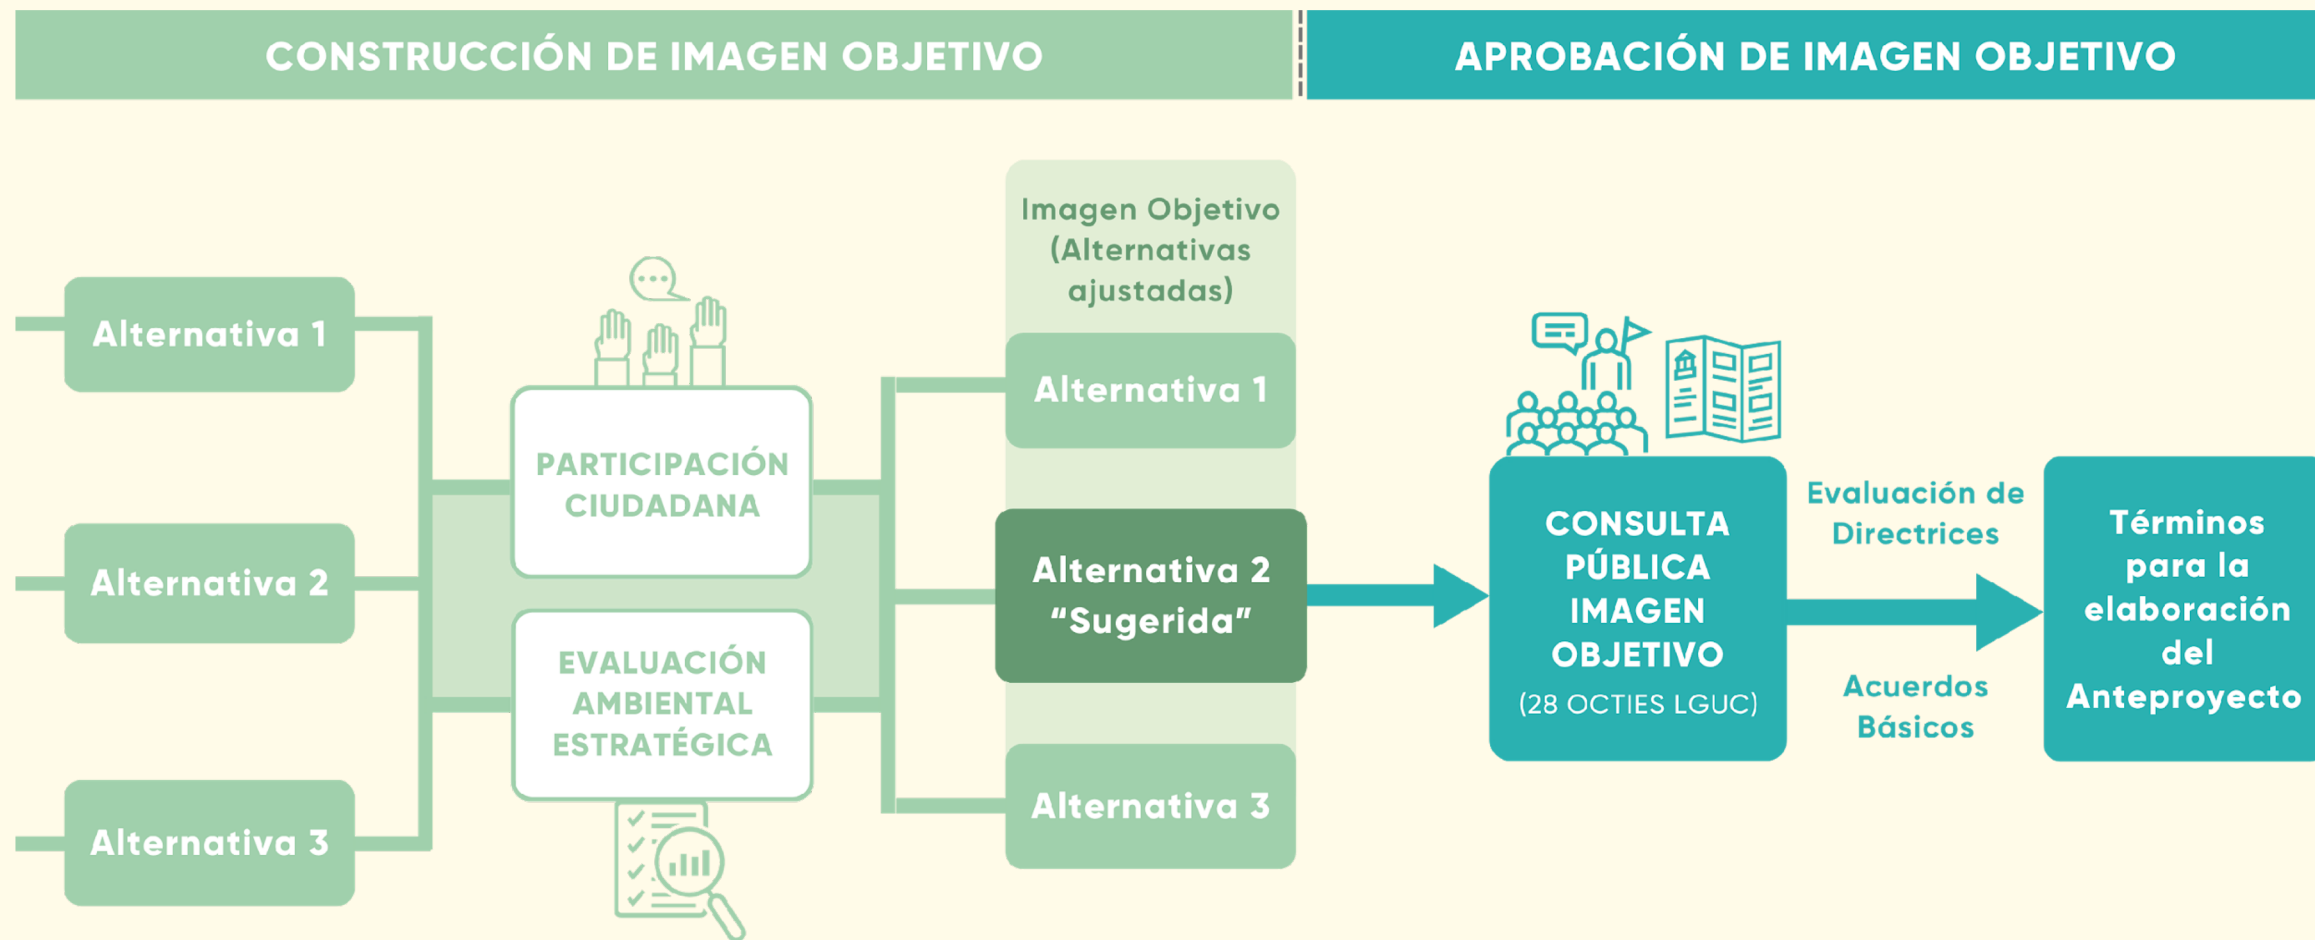 CONSTRUCCIÓN DE IMAGEN OBJETIVO
APROBACIÓN DE IMAGEN OBJETIVO
Alternativa 1
Alternativa 2
Alternativa 3
PARTICIPACIÓN
CIUDADANA
EVALUACIÓN
AMBIENTAL
ESTRATÉGICA
Imagen Objetivo
(Alternativas
ajustadas)
Alternativa 1
Alternativa 2
“Sugerida”
Alternativa 3
CONSULTA
PÚBLICA
IMAGEN
OBJETIVO
(28 OCTIES LGUC)
Evaluación de
Directrices
Acuerdos
Básicos
Términos
para la
elaboración
del
Anteproyecto